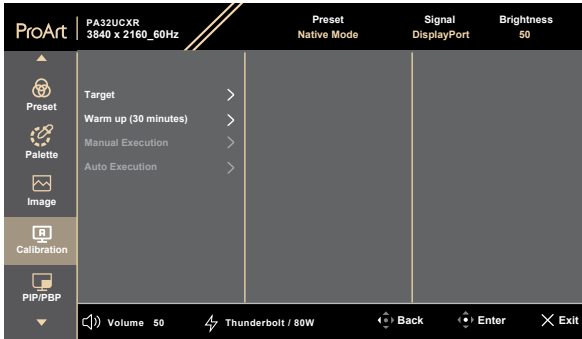 ProArt
PA32UCXR
3840 x 2160_60Hz
Preset
Native Mode
Signal
DisplayPort
Brightness
50
Preset
Palette
Image
Calibration
PIP/PBP
Target
Warm up (30 minutes)
Manual Execution
Auto Execution
Volume 50
Thunderbolt / 80W
Back
Enter
Exit